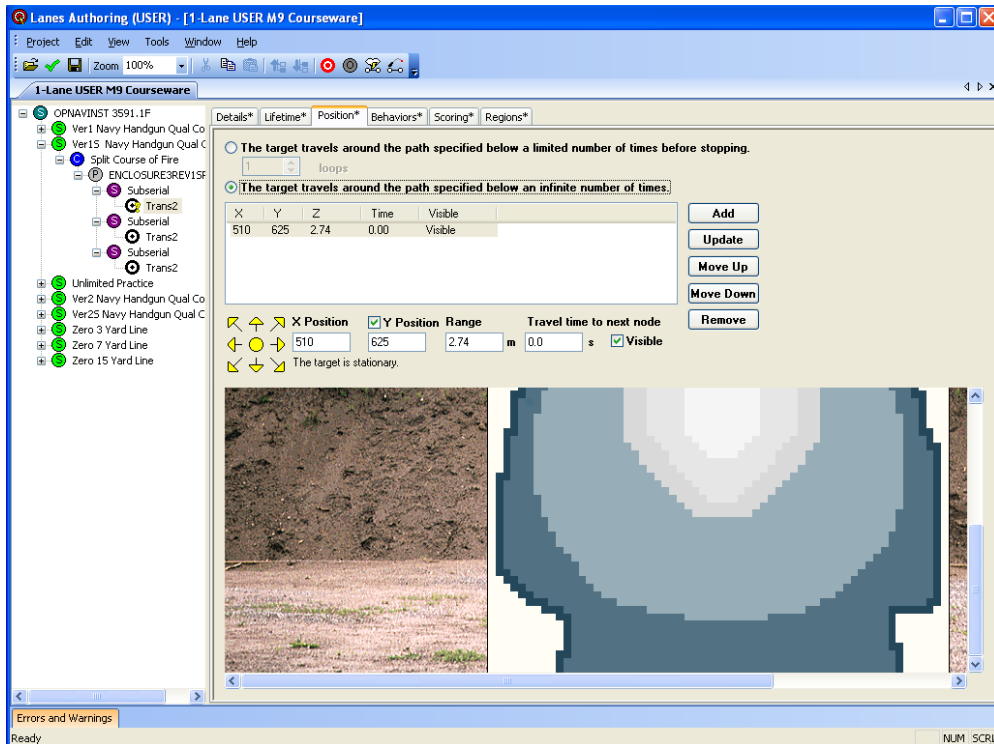 Lanes Authoring (USER) - [1-Lane USER M9 Courseware]
Project Edit View Tools Window Help
Zoom 100%
1-Lane USER M9 Courseware
OPNAVINST 3591.1F
Ver1 Navy Handgun Qual Co
Ver1S Navy Handgun Qual C
Split Course of Fire
ENCLOSURE3REV1SF
Subserial
Trans2
Subserial
Trans2
Subserial
Trans2
Unlimited Practice
Ver2 Navy Handgun Qual Co
Ver2S Navy Handgun Qual C
Zero 3 Yard Line
Zero 7 Yard Line
Zero 15 Yard Line
Details* Lifetime* Position* Behaviors* Scoring* Regions*
The target travels around the path specified below a limited number of times before stopping.
1 loops
The target travels around the path specified below an infinite number of times.
X Y Z Time Visible
510 625 2.74 0.00 Visible
Add
Update
Move Up
Move Down
Remove
X Position Y Position Range Travel time to next node
510 625 2.74 m 0.0 s Visible
The target is stationary.
Errors and Warnings
Ready NUM SCRL